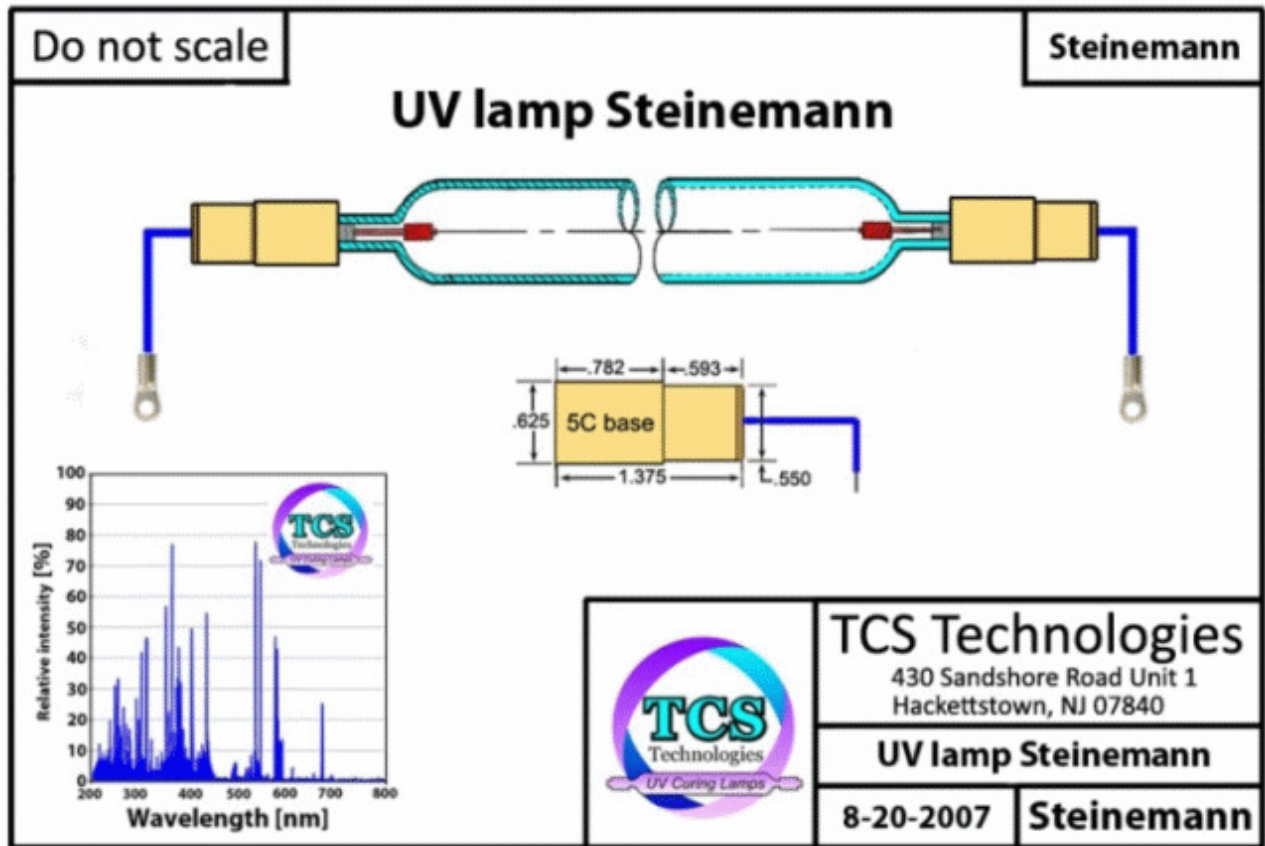 Do not scale
Steinemann
UV lamp Steinemann
.782
.593
.625
5C base
1.375
.550
100
90
80
70
60
50
40
30
20
10
0
Relative intensity [%]
200 300 400 500 600 700 800
Wavelength [nm]
TCS
Technologies
UV Curing Lamps
TCS
Technologies
UV Curing Lamps
TCS Technologies
430 Sandshore Road Unit 1
Hackettstown, NJ 07840
UV lamp Steinemann
8-20-2007
Steinemann